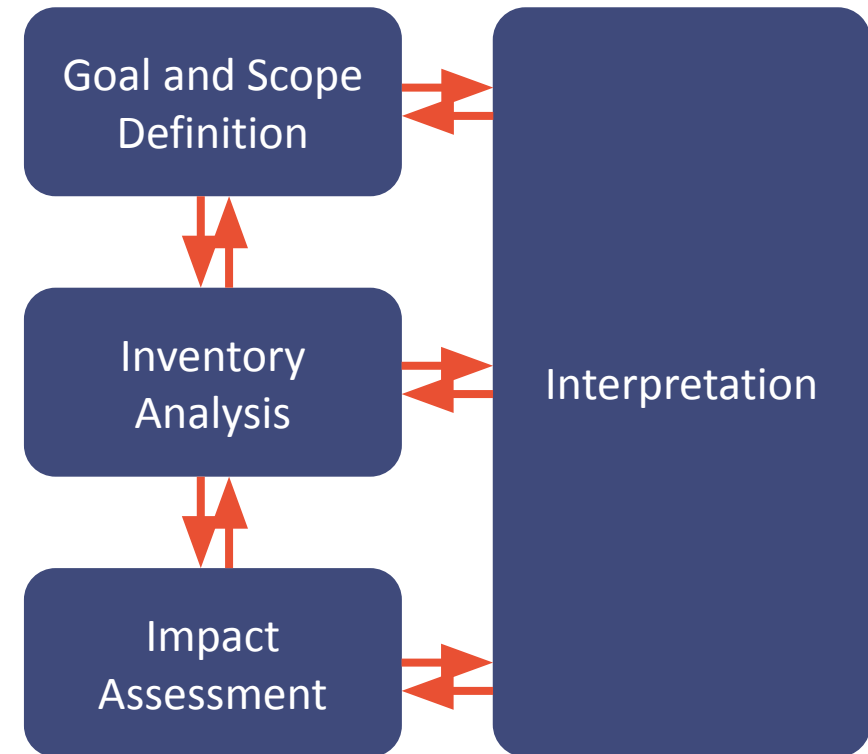 Goal and Scope
Definition
Inventory
Analysis
Interpretation
Impact
Assessment